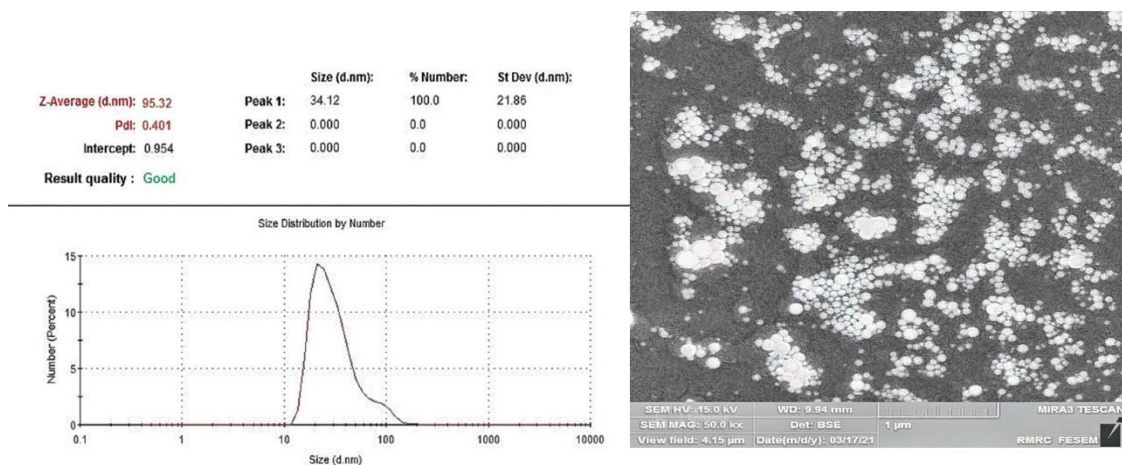 Size (d.nm): % Number: St Dev (d.nm):
Z-Average (d.nm): 95.32 Peak 1: 34.12 100.0 21.86
PdI: 0.401 Peak 2: 0.000 0.0 0.000
Intercept: 0.954 Peak 3: 0.000 0.0 0.000
Result quality : Good
Size Distribution by Number
Number (Percent)
15
10
5
0
0.1 1 10 100 1000 10000
Size (d.nm)
SEM HV: 15.0 kV WD: 9.94 mm MIRA3 TESCAN
SEM MAG: 50.0 kx Det: BSE 1 µm
View field: 4.15 µm Date(m/d/y): 03/17/21 RMRC FESEM